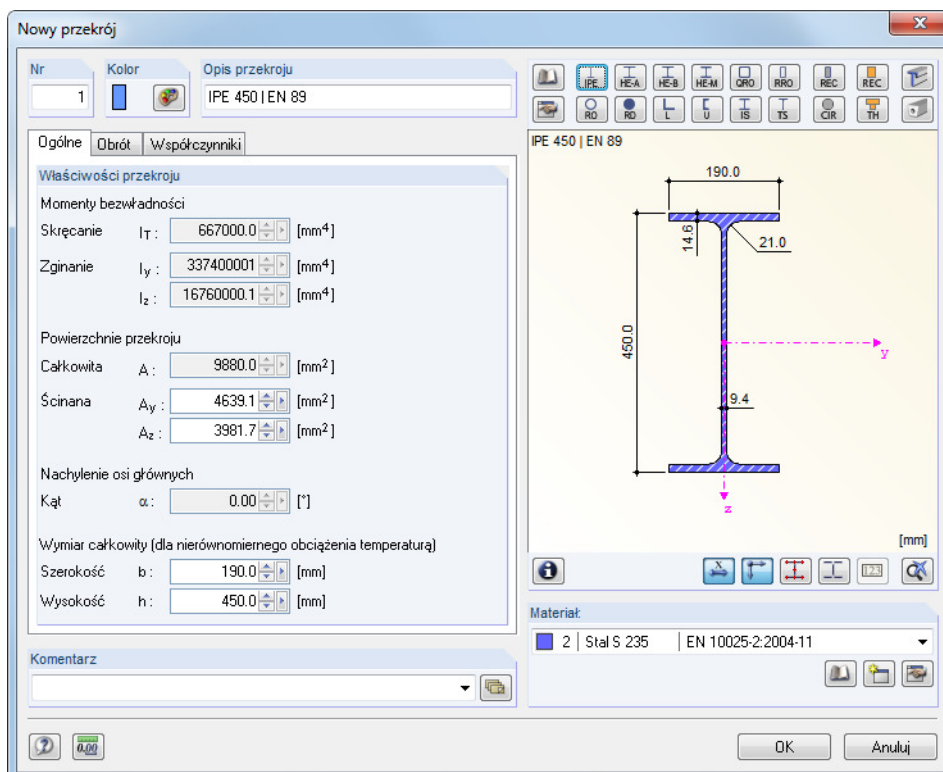 Nowy przekrój
Nr
Kolor
Opis przekroju
1
IPE 450 | EN 89
Ogólne
Obrót
Współczynniki
Właściwości przekroju
Momenty bezwładności
Skręcanie I T : 667000.0 [mm4]
Zginanie I y : 337400001 [mm4]
I z : 16760000.1 [mm4]
Powierzchnie przekroju
Całkowita A : 9880.0 [mm2]
Ścinana A y : 4639.1 [mm2]
A z : 3981.7 [mm2]
Nachylenie osi głównych
Kąt α : 0.00 [°]
Wymiar całkowity (dla nierównomiernego obciążenia temperaturą)
Szerokość b : 190.0 [mm]
Wysokość h : 450.0 [mm]
Komentarz
IPE HE-A HE-B HE-M QRO RRO REC REC
RO RD L U IS TS CIR TH
IPE 450 | EN 89
190.0
14.6
21.0
450.0
y
9.4
z
[mm]
X
123
Materiał:
2 | Stal S 235 | EN 10025-2:2004-11
0.00
OK
Anuluj